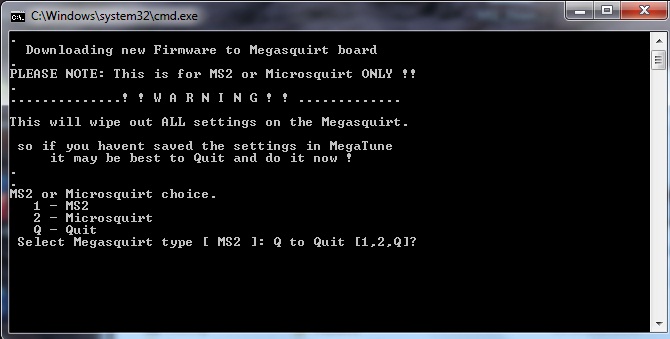 C:\Windows\system32\cmd.exe
.
Downloading new Firmware to Megasquirt board
.
PLEASE NOTE: This is for MS2 or Microsquirt ONLY !!
.
..............! ! W A R N I N G ! ! .............
This will wipe out ALL settings on the Megasquirt.
so if you havent saved the settings in MegaTune
it may be best to Quit and do it now !
.
.
MS2 or Microsquirt choice.
1 - MS2
2 - Microsquirt
Q - Quit
Select Megasquirt type [ MS2 ]: Q to Quit [1,2,Q]?